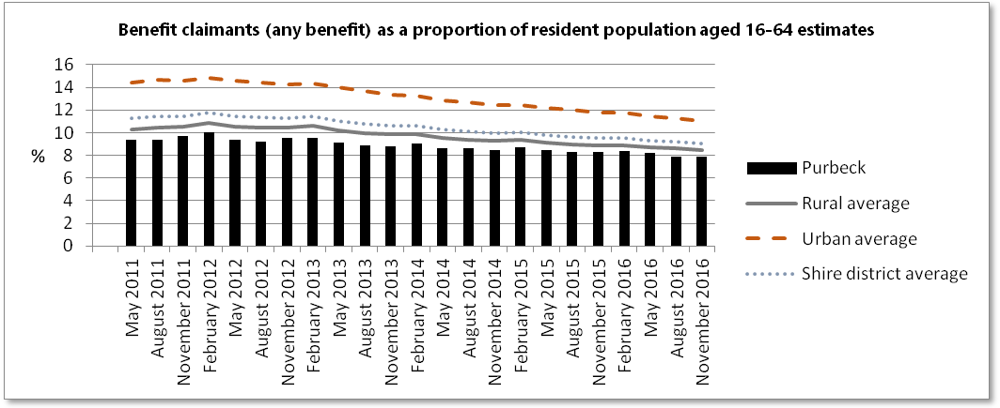 Benefit claimants (any benefit) as a proportion of resident population aged 16-64 estimates
16
14
12
10
8
6
4
2
0
%
May 2011
August 2011
November 2011
February 2012
May 2012
August 2012
November 2012
February 2013
May 2013
August 2013
November 2013
February 2014
May 2014
August 2014
November 2014
February 2015
May 2015
August 2015
November 2015
February 2016
May 2016
August 2016
November 2016
Purbeck
Rural average
Urban average
Shire district average